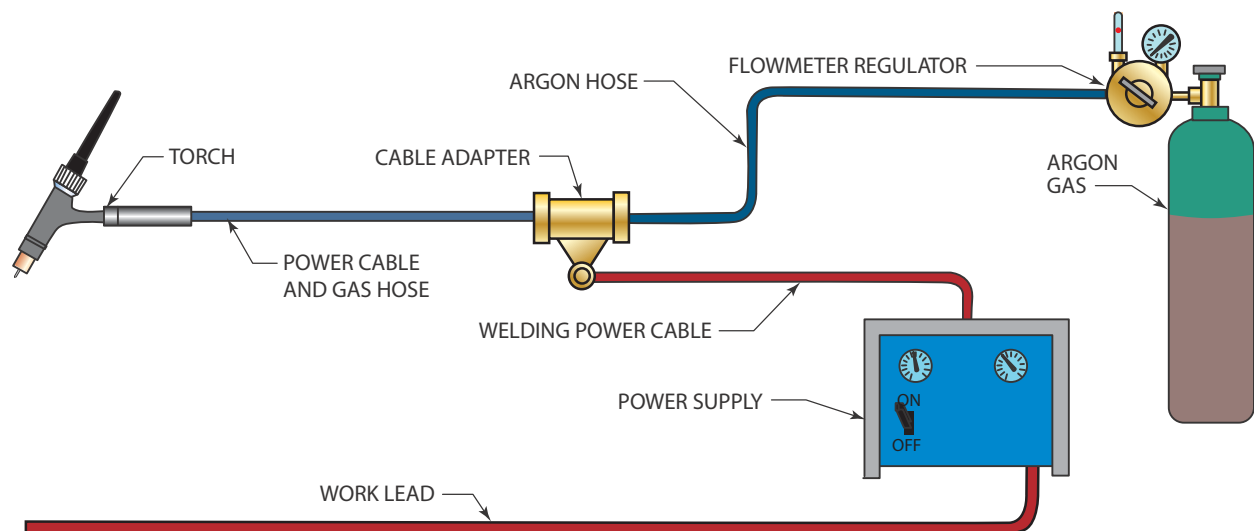 FLOWMETER REGULATOR
ARGON HOSE
TORCH
CABLE ADAPTER
ARGON
GAS
POWER CABLE
AND GAS HOSE
WELDING POWER CABLE
POWER SUPPLY
ON
OFF
WORK LEAD